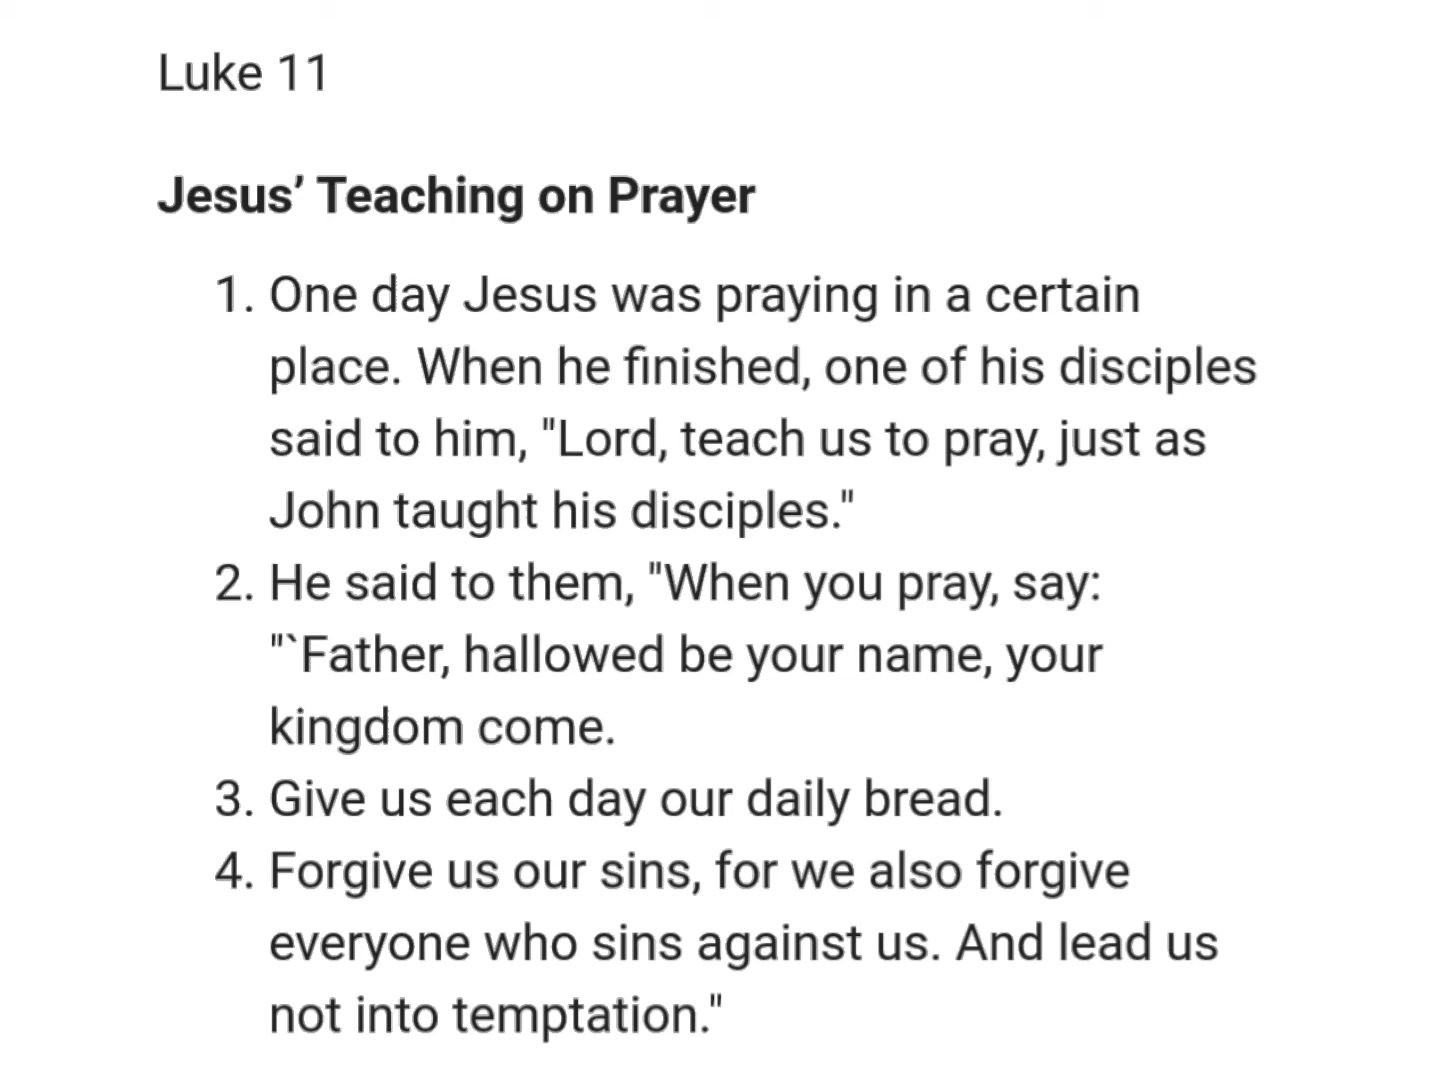 Luke 11
Jesus’ Teaching on Prayer
1. One day Jesus was praying in a certain
place. When he finished, one of his disciples
said to him, "Lord, teach us to pray, just as
John taught his disciples."
2. He said to them, "When you pray, say:
"`Father, hallowed be your name, your
kingdom come.
3. Give us each day our daily bread.
4. Forgive us our sins, for we also forgive
everyone who sins against us. And lead us
not into temptation."